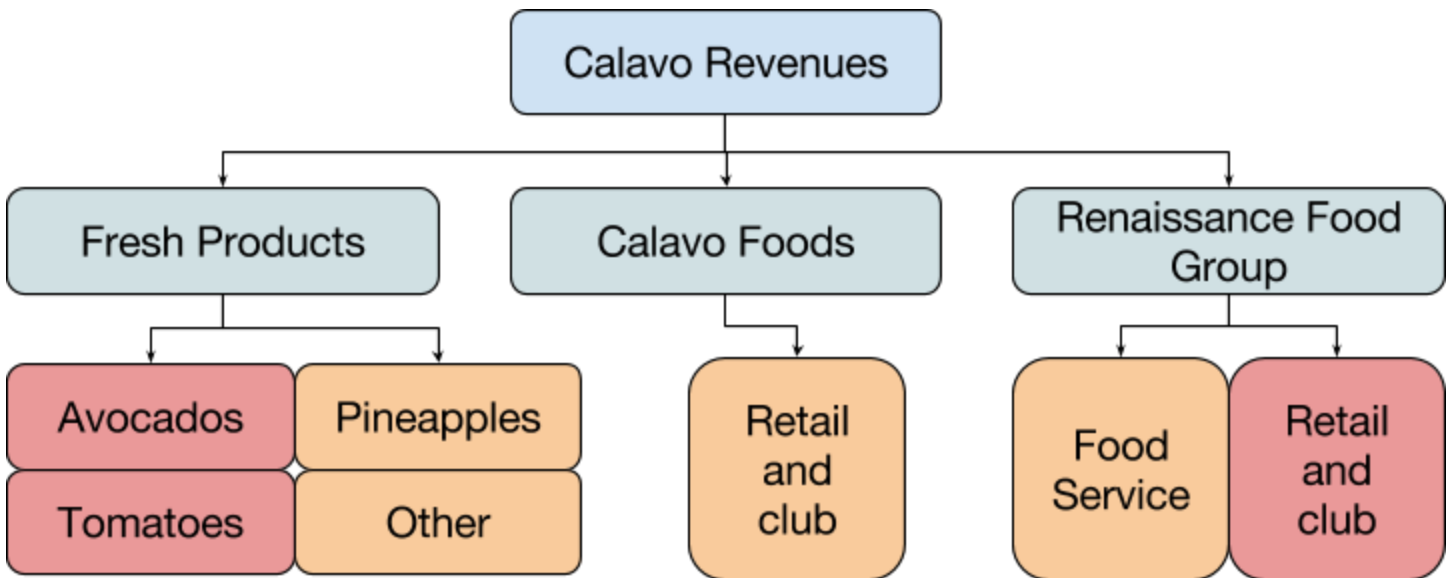 Calavo Revenues
Fresh Products
Calavo Foods
Renaissance Food
Group
Avocados
Pineapples
Tomatoes
Other
Retail
and
club
Food
Service
Retail
and
club